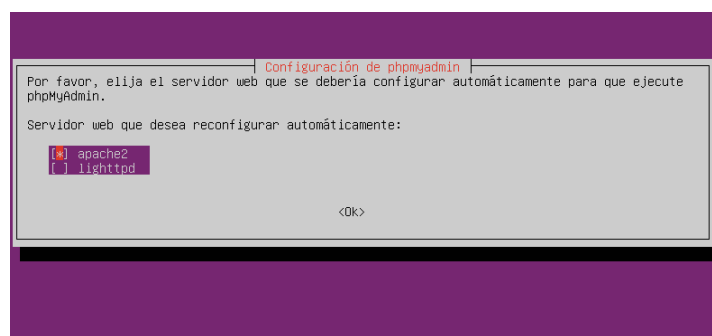 Configuración de phpmyadmin
Por favor, elija el servidor web que se debería configurar automáticamente para que ejecute
phpMyAdmin.
Servidor web que desea reconfigurar automáticamente:
[*] apache2
[ ] lighttpd
<Ok>